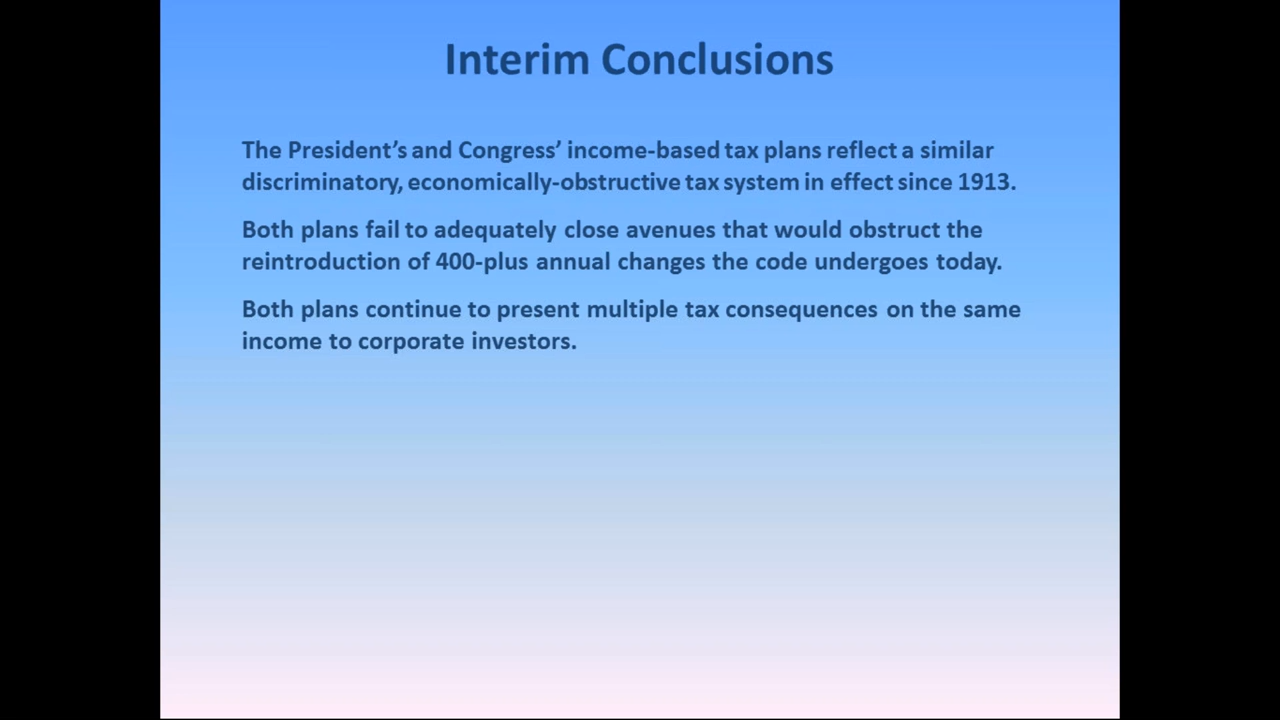 Interim Conclusions
The President’s and Congress’ income-based tax plans reflect a similar
discriminatory, economically-obstructive tax system in effect since 1913.
Both plans fail to adequately close avenues that would obstruct the
reintroduction of 400-plus annual changes the code undergoes today.
Both plans continue to present multiple tax consequences on the same
income to corporate investors.